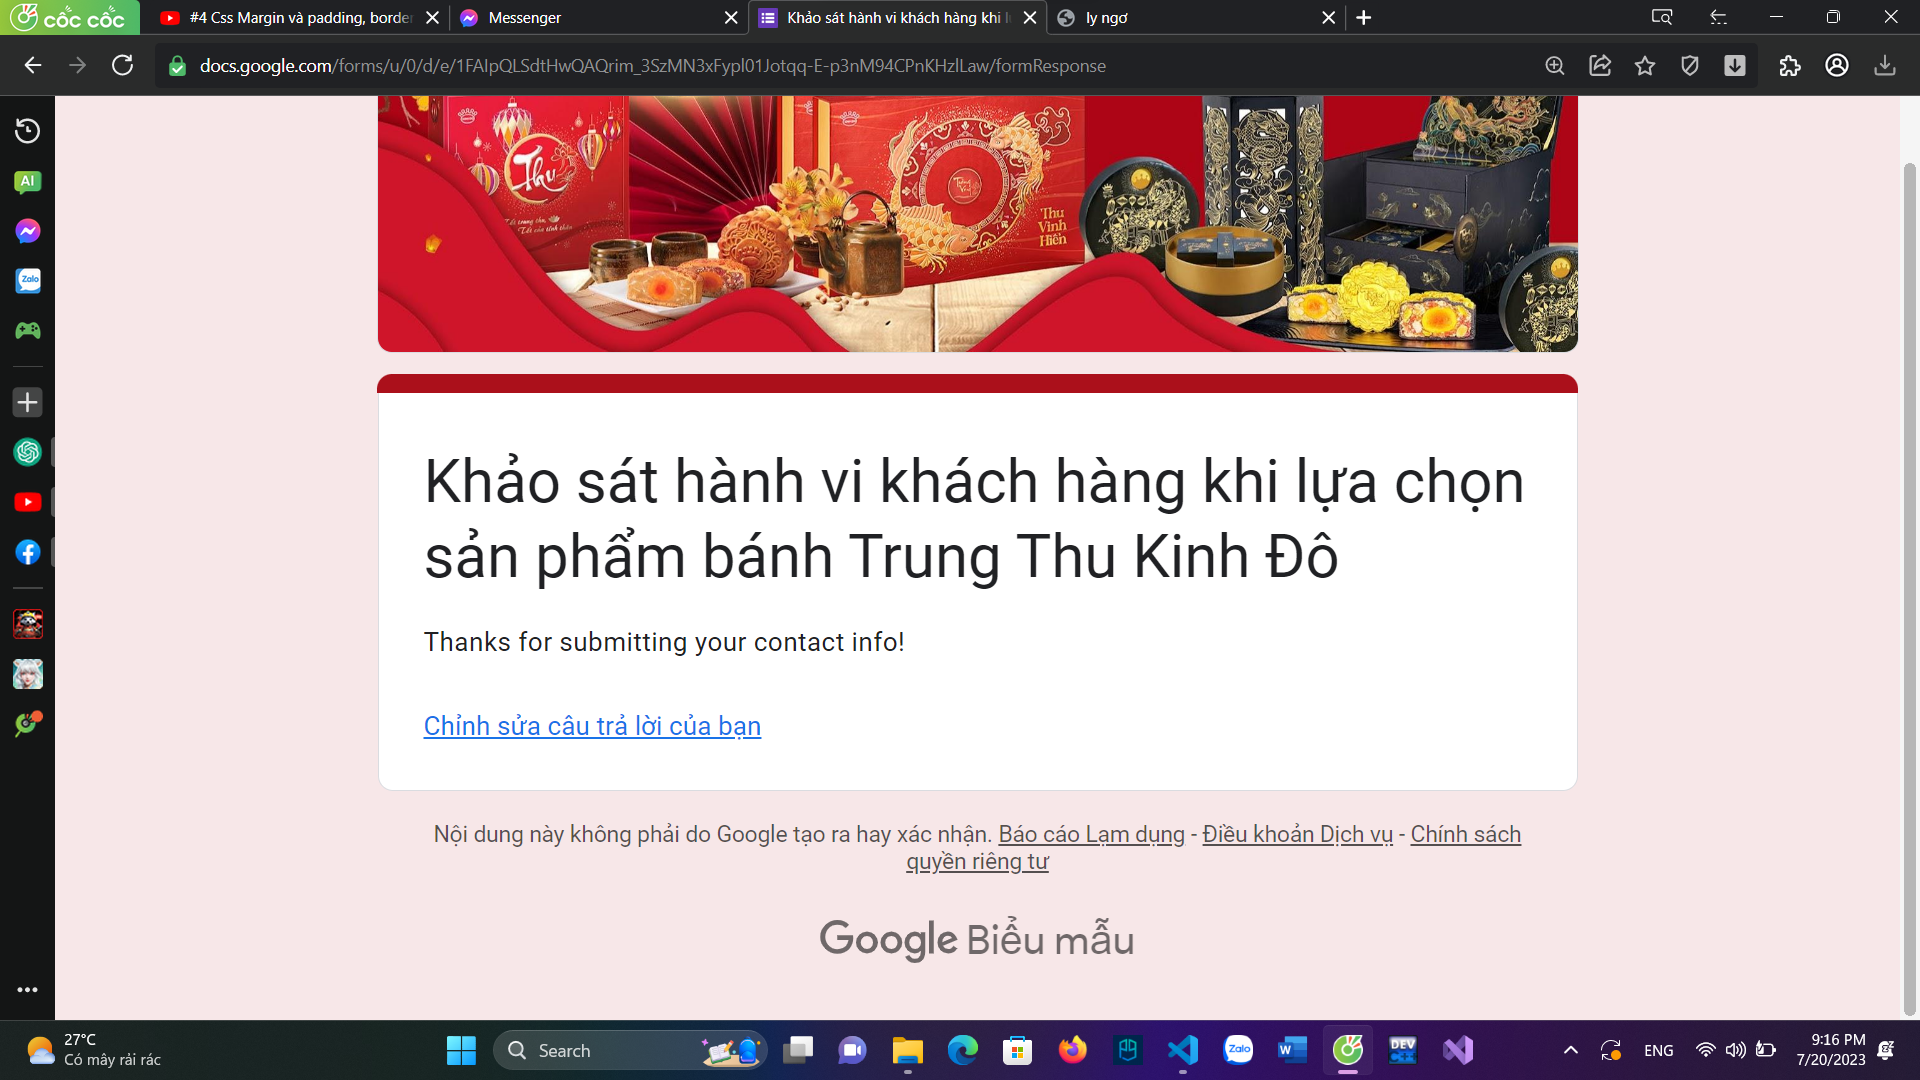 cốc cốc
#4 Css Margin và padding, border
Messenger
Khảo sát hành vi khách hàng khi l
ly ngơ
docs.google.com/forms/u/0/d/e/1FAIpQLSdtHwQAQrim_3SzMN3xFypl01Jotqq-E-p3nM94CPnKHzlLaw/formResponse
AI
Zalo
Thu
Thu
Vinh
Hiển
Khảo sát hành vi khách hàng khi lựa chọn
sản phẩm bánh Trung Thu Kinh Đô
Thanks for submitting your contact info!
Chỉnh sửa câu trả lời của bạn
Nội dung này không phải do Google tạo ra hay xác nhận. Báo cáo Lạm dụng - Điều khoản Dịch vụ - Chính sách
quyền riêng tư
Google Biểu mẫu
27°C
Có mây rải rác
Search
Zalo
W
DEV
C++
ENG
9:16 PM
7/20/2023